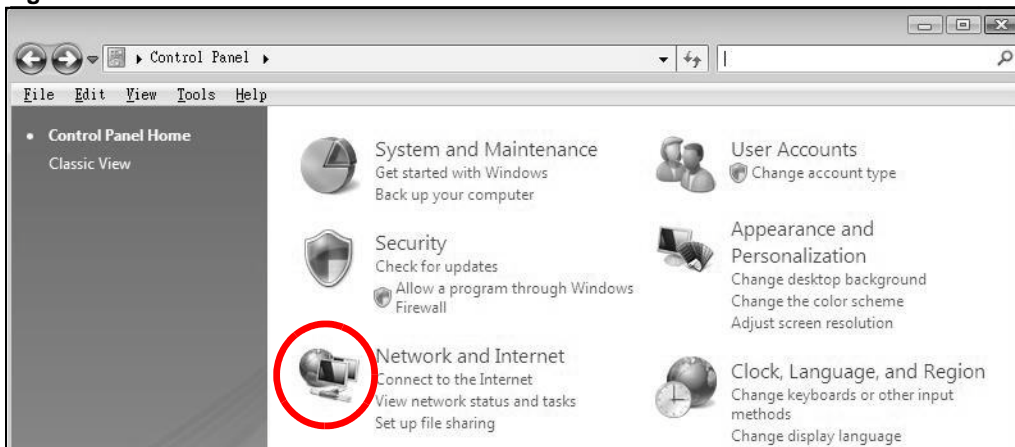 Control Panel
File Edit View Tools Help
Control Panel Home
Classic View
System and Maintenance
Get started with Windows
Back up your computer
Security
Check for updates
Allow a program through Windows
Firewall
Network and Internet
Connect to the Internet
View network status and tasks
Set up file sharing
User Accounts
Change account type
Appearance and
Personalization
Change desktop background
Change the color scheme
Adjust screen resolution
Clock, Language, and Region
Change keyboards or other input
methods
Change display language